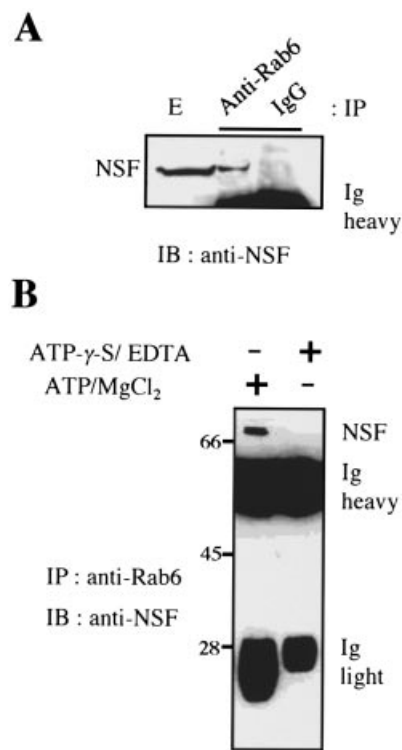 A
E Anti-Rab6 IgG : IP
NSF
Ig
heavy
IB : anti-NSF
B
ATP-γ-S/ EDTA - +
ATP/MgCl₂ + -
NSF
66
Ig
heavy
45
IP : anti-Rab6
IB : anti-NSF
28
Ig
light